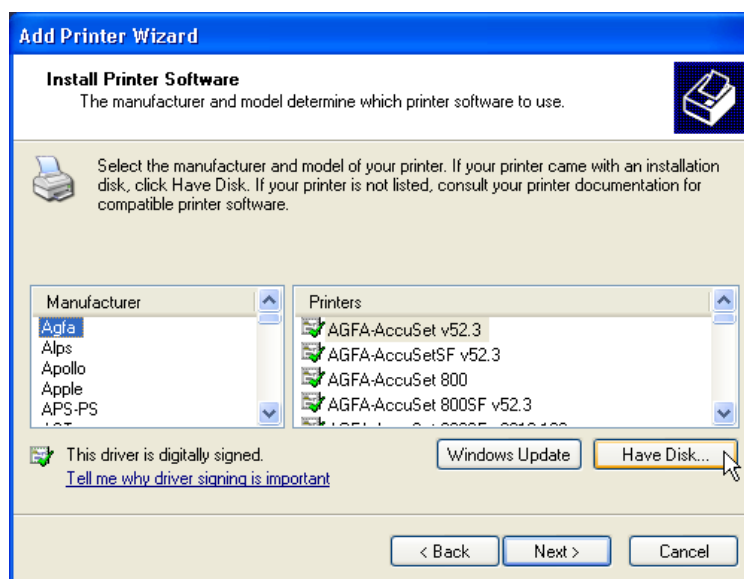 Add Printer Wizard
Install Printer Software
The manufacturer and model determine which printer software to use.
Select the manufacturer and model of your printer. If your printer came with an installation
disk, click Have Disk. If your printer is not listed, consult your printer documentation for
compatible printer software.
Manufacturer
Agfa
Alps
Apollo
Apple
APS-PS
Printers
AGFA-AccuSet v52.3
AGFA-AccuSetSF v52.3
AGFA-AccuSet 800
AGFA-AccuSet 800SF v52.3
This driver is digitally signed.
Tell me why driver signing is important
Windows Update
Have Disk...
< Back
Next >
Cancel